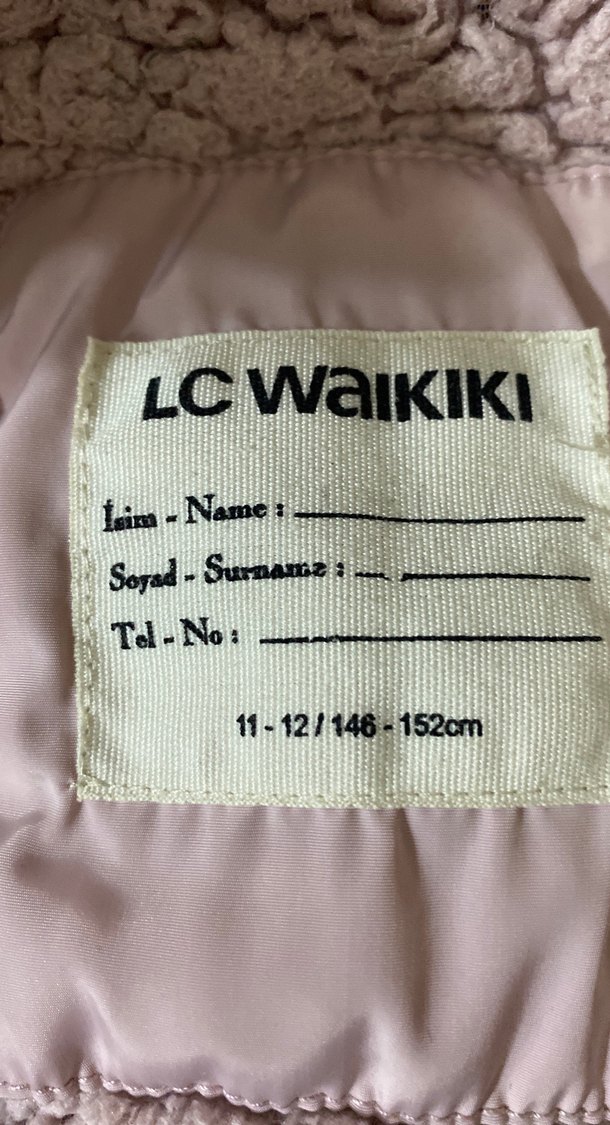 LC WAIKIKI
İsim - Name :
Soyad - Surname :
Tel - No :
11 - 12 / 146 - 152cm